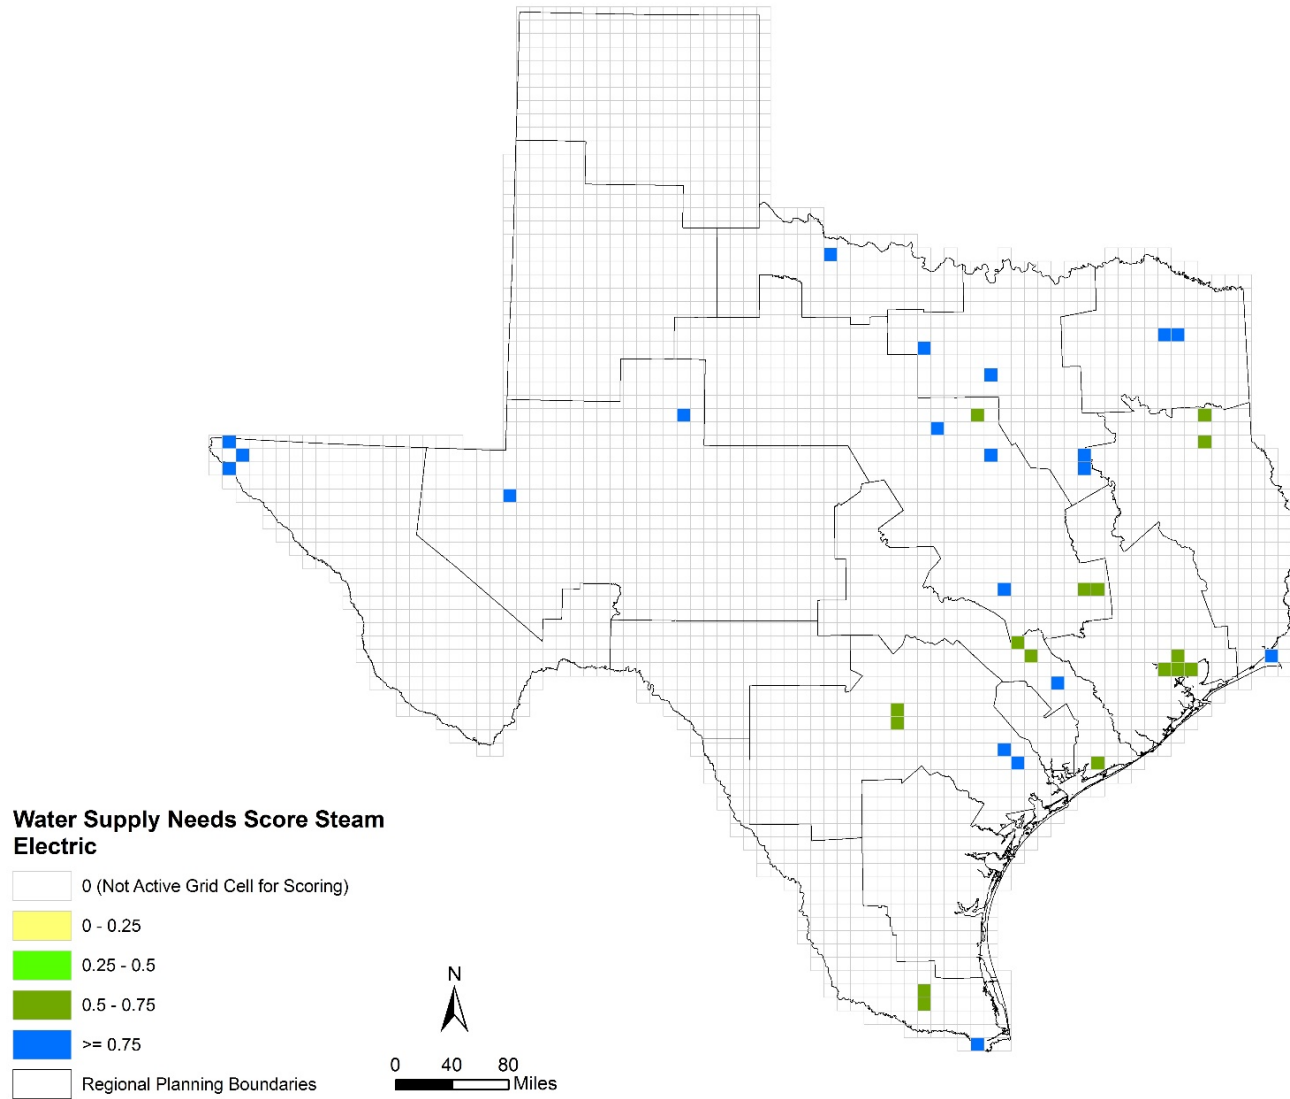 Water Supply Needs Score Steam
Electric
0 (Not Active Grid Cell for Scoring)
0 - 0.25
0.25 - 0.5
0.5 - 0.75
>= 0.75
Regional Planning Boundaries
N
0 40 80
Miles